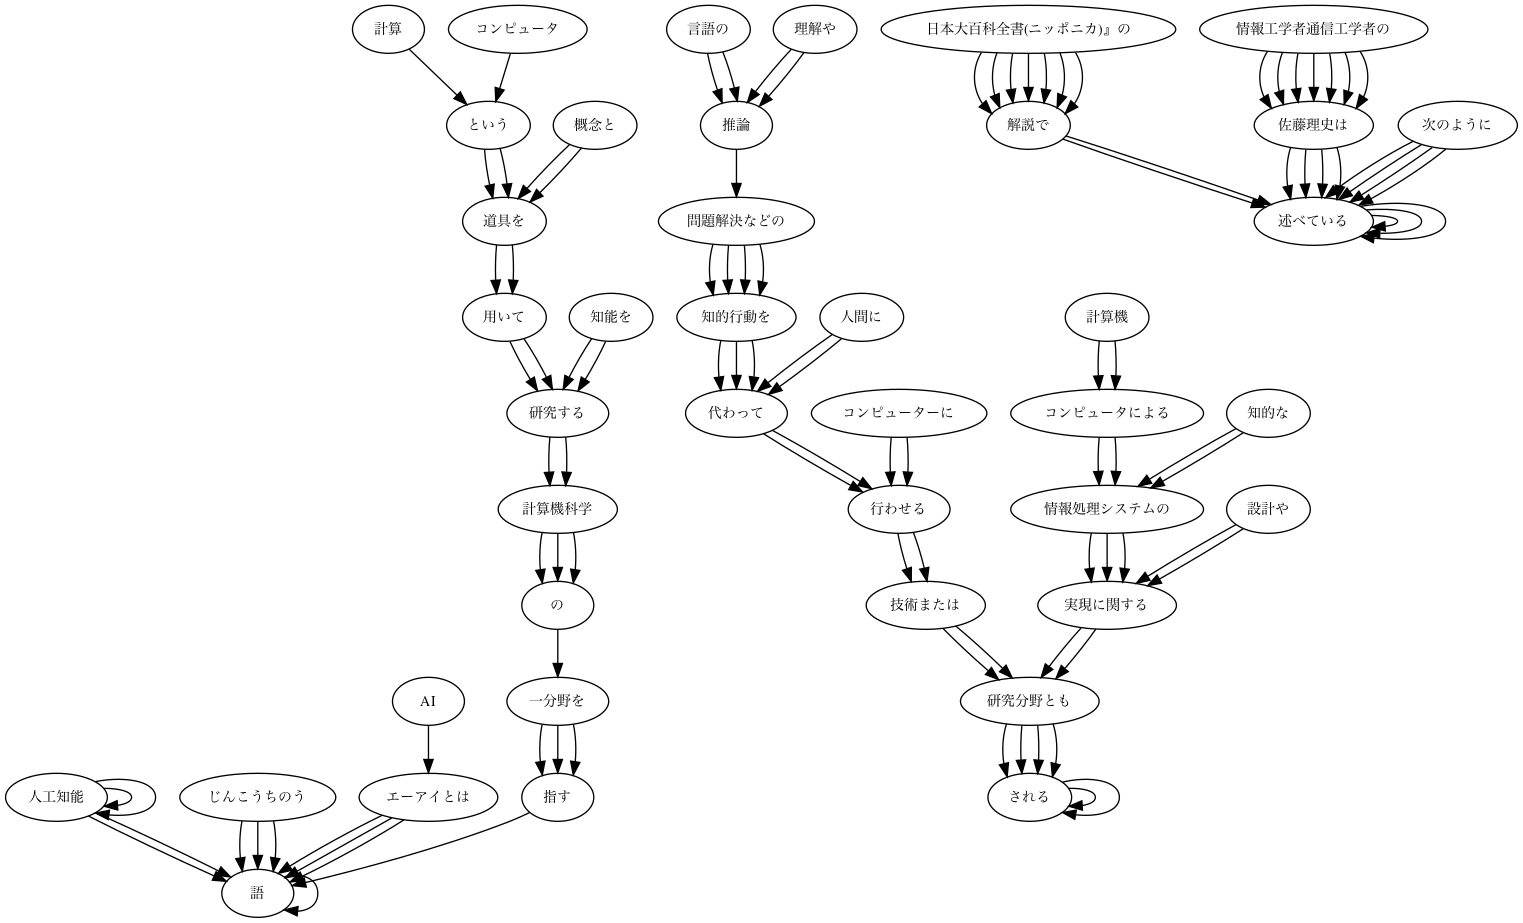 計算
コンピュータ
言語の
理解や
日本大百科全書(ニッポニカ)』の
情報工学者通信工学者の
という
概念と
推論
解説で
佐藤理史は
次のように
道具を
問題解決などの
述べている
用いて
知能を
知的行動を
人間に
計算機
研究する
代わって
コンピューターに
コンピュータによる
知的な
計算機科学
行わせる
情報処理システムの
設計や
の
技術または
実現に関する
AI
一分野を
研究分野とも
人工知能
じんこうちのう
エーアイとは
指す
される
語